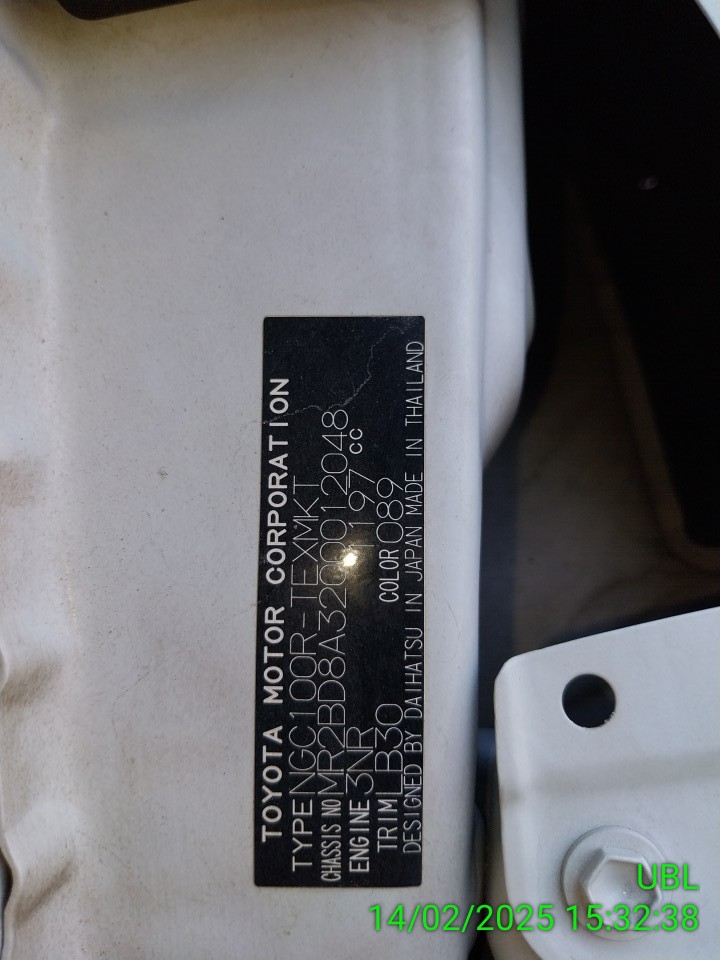 TOYOTA MOTOR CORPORATION
TYPE NGC100R-TEXMKT
CHASSIS NO MR2BD8A3200012048
ENGINE 3NR 1197 cc
TRIM LB30 COLOR 089
DESIGNED BY DAIHATSU IN JAPAN MADE IN THAILAND
UBL
14/02/2025 15:32:38